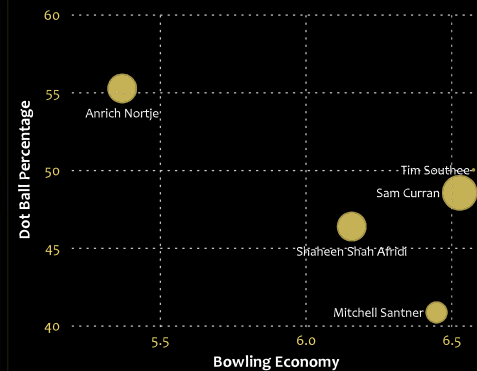 60
55
Anrich Nortje
Dot Ball Percentage
50
Tim Southee
Sam Curran
45
Shaheen Shah Afridi
Mitchell Santner
40
5.5
6.0
6.5
Bowling Economy